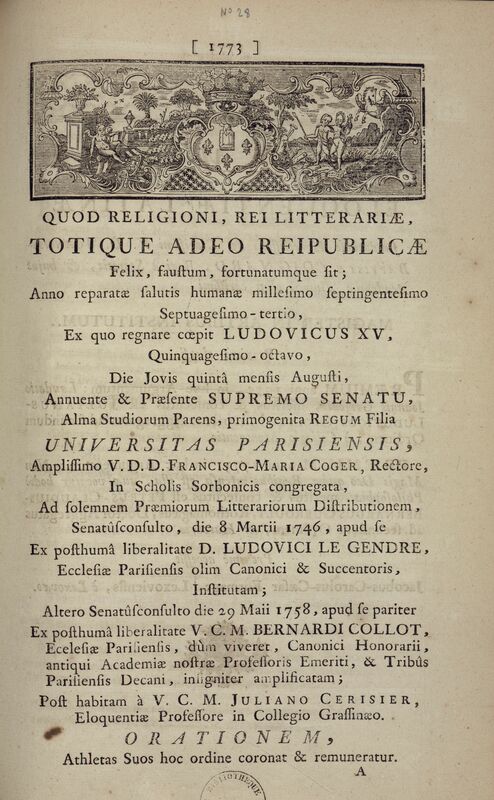 Nº 28
[ 1773 ]
QUOD RELIGIONI, REI LITTERARIÆ,
TOTIQUE ADEO REIPUBLICÆ
Felix, fauſtum, fortunatumque ſit;
Anno reparatæ ſalutis humanæ milleſimo ſeptingenteſimo
Septuageſimo-tertio,
Ex quo regnare cœpit LUDOVICUS XV,
Quinquageſimo-octavo,
Die Jovis quintâ menſis Auguſti,
Annuente & Præſente SUPREMO SENATU,
Alma Studiorum Parens, primogenita REGUM Filia
UNIVERSITAS PARISIENSIS,
Ampliſſimo V. D. D. FRANCISCO-MARIA COGER, Rectore,
In Scholis Sorbonicis congregata,
Ad ſolemnem Præmiorum Litterariorum Diſtributionem,
Senatûſconſulto, die 8 Martii 1746, apud ſe
Ex poſthumâ liberalitate D. LUDOVICI LE GENDRE,
Eccleſiæ Pariſienſis olim Canonici & Succentoris,
Inſtitutam;
Altero Senatûſconſulto die 29 Maii 1758, apud ſe pariter
Ex poſthumâ liberalitate V. C. M. BERNARDI COLLOT,
Eccleſiæ Pariſienſis, dùm viveret, Canonici Honorarii,
antiqui Academiæ noſtræ Profeſſoris Emeriti, & Tribûs
Pariſienſis Decani, inſigniter amplificatam;
Poſt habitam à V. C. M. JULIANO CERISIER,
Eloquentiæ Profeſſore in Collegio Graſſinæo.
ORATIONEM,
Athletas Suos hoc ordine coronat & remuneratur.
A
BIBLIOTHEQUE